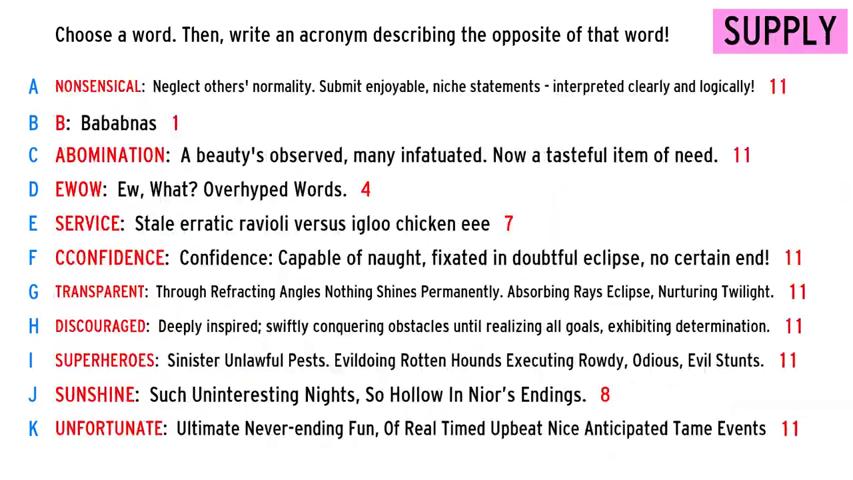 Choose a word. Then, write an acronym describing the opposite of that word!
SUPPLY
A NONSENSICAL: Neglect others' normality. Submit enjoyable, niche statements - interpreted clearly and logically! 11
B B: Bababnas 1
C ABOMINATION: A beauty's observed, many infatuated. Now a tasteful item of need. 11
D EWOW: Ew, What? Overhyped Words. 4
E SERVICE: Stale erratic ravioli versus igloo chicken eee 7
F CCONFIDENCE: Confidence: Capable of naught, fixated in doubtful eclipse, no certain end! 11
G TRANSPARENT: Through Refracting Angles Nothing Shines Permanently. Absorbing Rays Eclipse, Nurturing Twilight. 11
H DISCOURAGED: Deeply inspired; swiftly conquering obstacles until realizing all goals, exhibiting determination. 11
I SUPERHEROES: Sinister Unlawful Pests. Evildoing Rotten Hounds Executing Rowdy, Odious, Evil Stunts. 11
J SUNSHINE: Such Uninteresting Nights, So Hollow In Nior's Endings. 8
K UNFORTUNATE: Ultimate Never-ending Fun, Of Real Timed Upbeat Nice Anticipated Tame Events 11